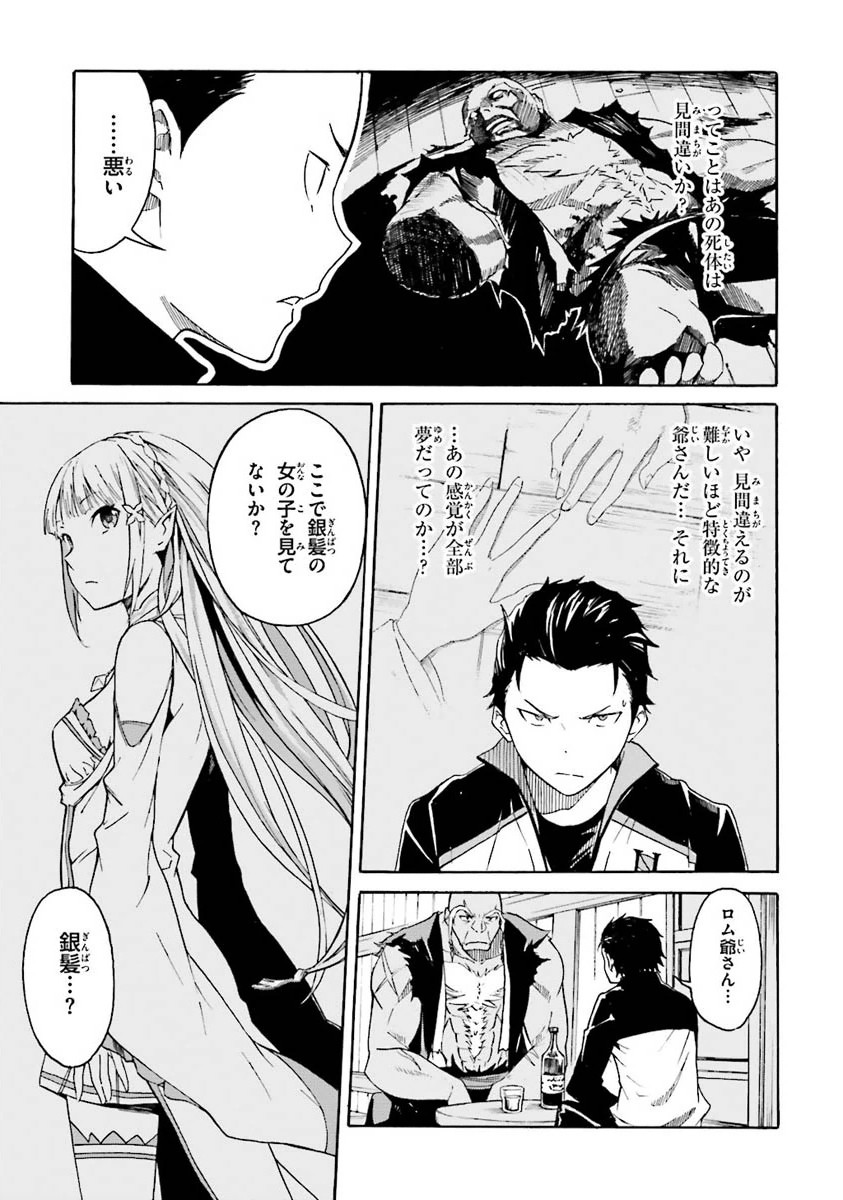 ってことはあの死体は
見間違いか?
……悪い
いや 見間違えるのが
難しいほど特徴的な
爺さんだ… それに
…あの感覚が全部
夢だってのか…?
ロム爺さん…
ここで銀髪の
女の子を見て
ないか?
銀髪…?